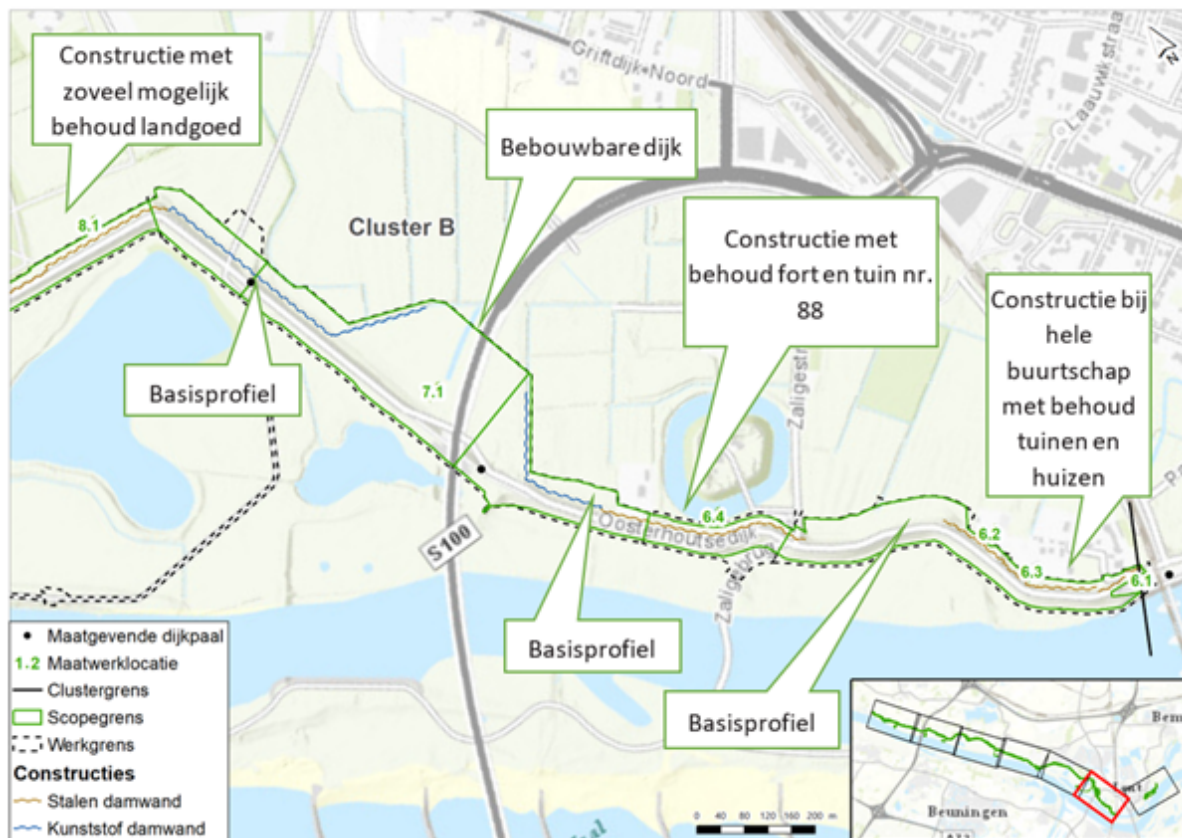 Constructie met
zoveel mogelijk
behoud landgoed
Griftdijk-Noord
N
Bebouwbare dijk
8.1
Cluster B
Constructie met
behoud fort en tuin nr.
88
Constructie bij
hele
buurtschap
met behoud
tuinen en
huizen
Basisprofiel
7.1
6.4
Oosterhoutsedijk
6.2
6.3
6.1
S100
Zaligebrug
Basisprofiel
Basisprofiel
Maatgevende dijkpaal
1.2 Maatwerklocatie
Clustergrens
Scopegrens
Werkgrens
Constructies
Stalen damwand
Kunststof damwand
0 40 80 120 160 200 m
Beuningen